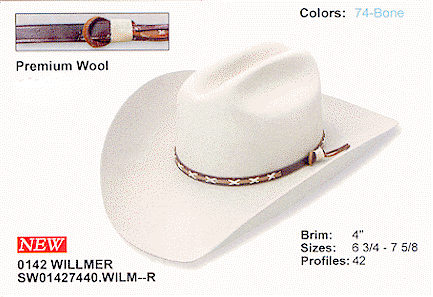 Colors: 74-Bone
Premium Wool
NEW
0142 WILLMER
SW01427440.WILM--R
Brim: 4"
Sizes: 6 3/4 - 7 5/8
Profiles: 42